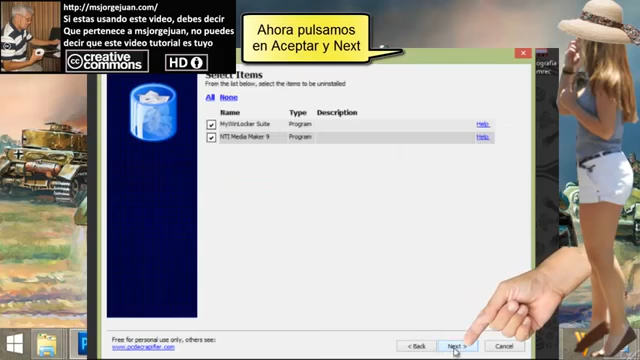 http://msjorgejuan.com/
Si estas usando este video, debes decir
Que pertenece a msjorgejuan, no puedes
decir que este video tutorial es tuyo
cc creative commons
HD
Ahora pulsamos
en Aceptar y Next
Select Items
From the list below, select the items to be uninstalled
All None
Name Type Description
MyWinLocker Suite Program Help
NTI Media Maker 9 Program Help
Free for personal use only, others see:
www.pcdecrapifier.com
< Back Next > Cancel